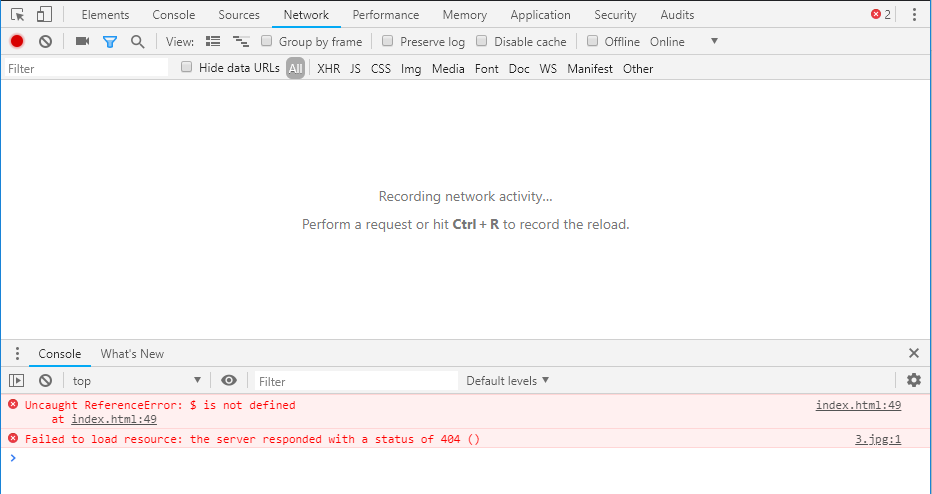 Elements Console Sources Network Performance Memory Application Security Audits 2
View: Group by frame Preserve log Disable cache Offline Online
Filter Hide data URLs All XHR JS CSS Img Media Font Doc WS Manifest Other
Recording network activity...
Perform a request or hit Ctrl + R to record the reload.
Console What's New
top Filter Default levels
Uncaught ReferenceError: $ is not defined index.html:49
at index.html:49
Failed to load resource: the server responded with a status of 404 () 3.jpg:1